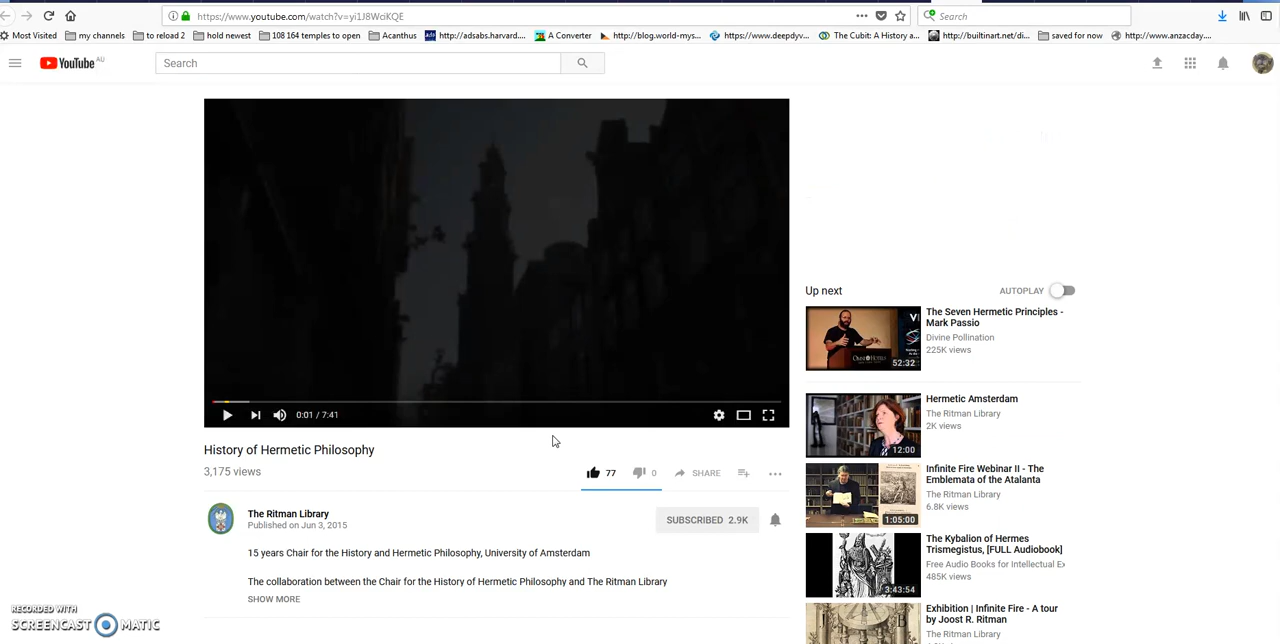 https://www.youtube.com/watch?v=yi1J8WciKQE
Search
Most Visited
my channels
to reload 2
hold newest
108 164 temples to open
Acanthus
http://adsabs.harvard....
A Converter
http://blog.world-mys...
https://www.deepdyv...
The Cubit: A History a...
http://builtinart.net/di...
saved for now
http://www.anzacday....
YouTube AU
Search
0:01 / 7:41
History of Hermetic Philosophy
3,175 views
77
0
SHARE
The Ritman Library
Published on Jun 3, 2015
SUBSCRIBED 2.9K
15 years Chair for the History and Hermetic Philosophy, University of Amsterdam
The collaboration between the Chair for the History of Hermetic Philosophy and The Ritman Library
SHOW MORE
Up next
AUTOPLAY
52:32
The Seven Hermetic Principles -
Mark Passio
Divine Pollination
225K views
12:00
Hermetic Amsterdam
The Ritman Library
2K views
1:05:00
Infinite Fire Webinar II - The
Emblemata of the Atalanta
The Ritman Library
6.8K views
3:43:54
The Kybalion of Hermes
Trismegistus, [FULL Audiobook]
Free Audio Books for Intellectual Ex
485K views
Exhibition | Infinite Fire - A tour
by Joost R. Ritman
The Ritman Library
RECORDED WITH
SCREENCAST MATIC